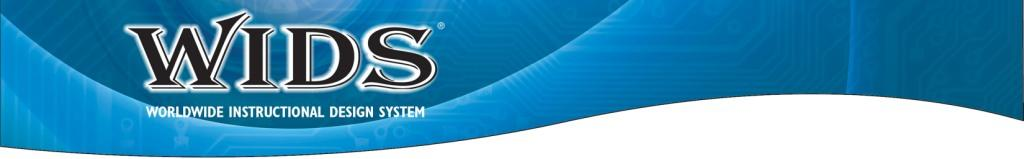 WIDS®
WORLDWIDE INSTRUCTIONAL DESIGN SYSTEM